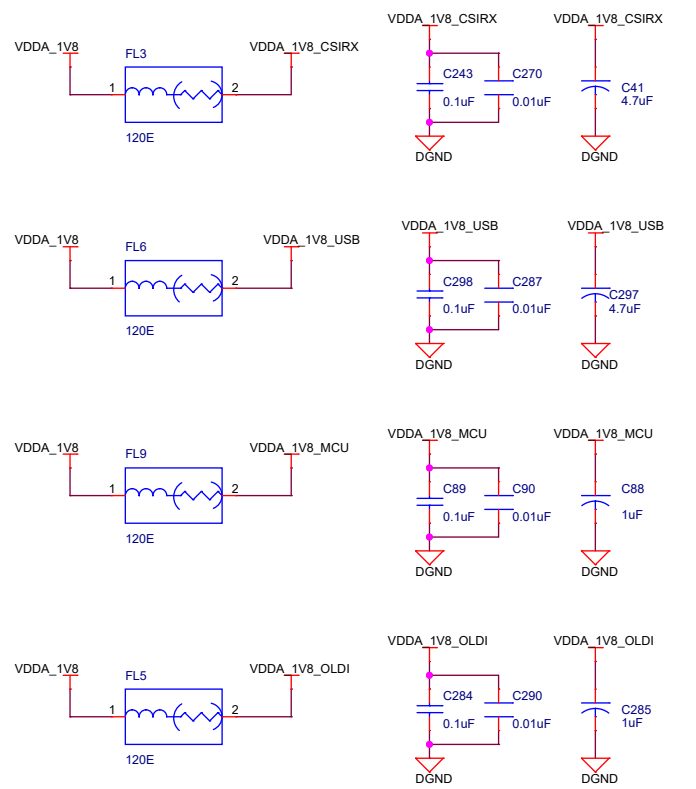 VDDA_1V8
FL3
VDDA_1V8_CSIRX
1
2
120E
VDDA_1V8_CSIRX
C243
0.1uF
C270
0.01uF
DGND
VDDA_1V8_CSIRX
C41
4.7uF
DGND
VDDA_1V8
FL6
VDDA_1V8_USB
1
2
120E
VDDA_1V8_USB
C298
0.1uF
C287
0.01uF
DGND
VDDA_1V8_USB
C297
4.7uF
DGND
VDDA_1V8
FL9
VDDA_1V8_MCU
1
2
120E
VDDA_1V8_MCU
C89
0.1uF
C90
0.01uF
DGND
VDDA_1V8_MCU
C88
1uF
DGND
VDDA_1V8
FL5
VDDA_1V8_OLDI
1
2
120E
VDDA_1V8_OLDI
C284
0.1uF
C290
0.01uF
DGND
VDDA_1V8_OLDI
C285
1uF
DGND